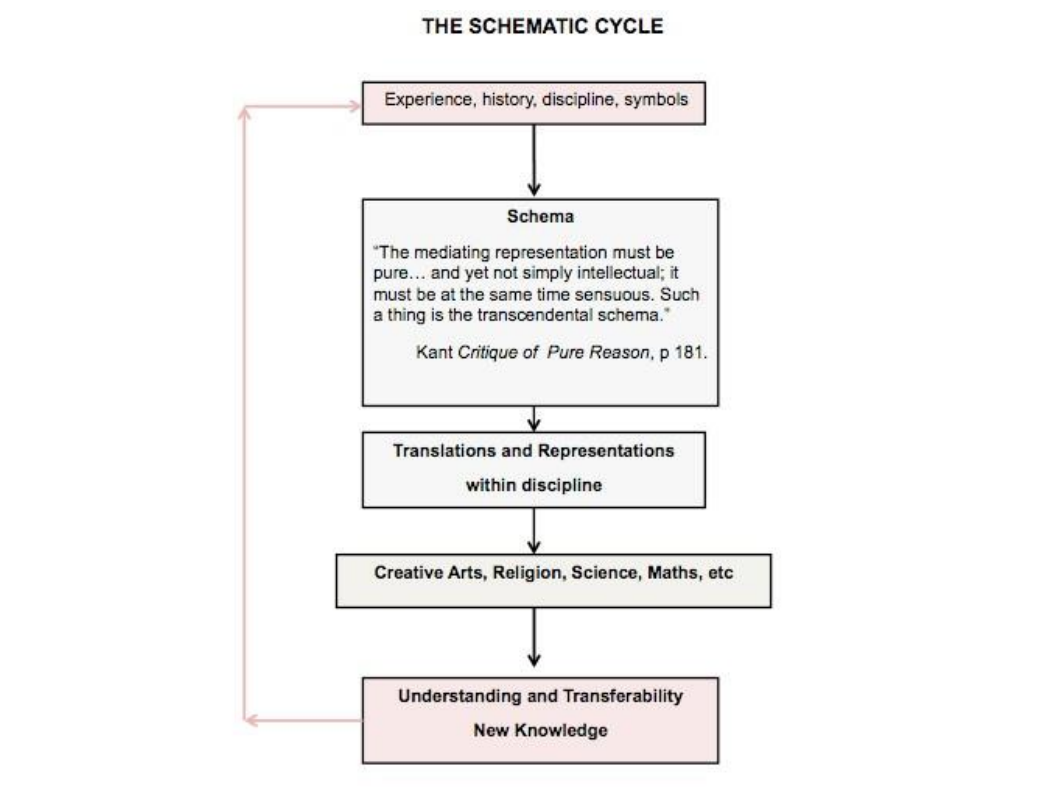 THE SCHEMATIC CYCLE
Experience, history, discipline, symbols
Schema
“The mediating representation must be
pure… and yet not simply intellectual; it
must be at the same time sensuous. Such
a thing is the transcendental schema.”
Kant Critique of Pure Reason, p 181.
Translations and Representations
within discipline
Creative Arts, Religion, Science, Maths, etc
Understanding and Transferability
New Knowledge